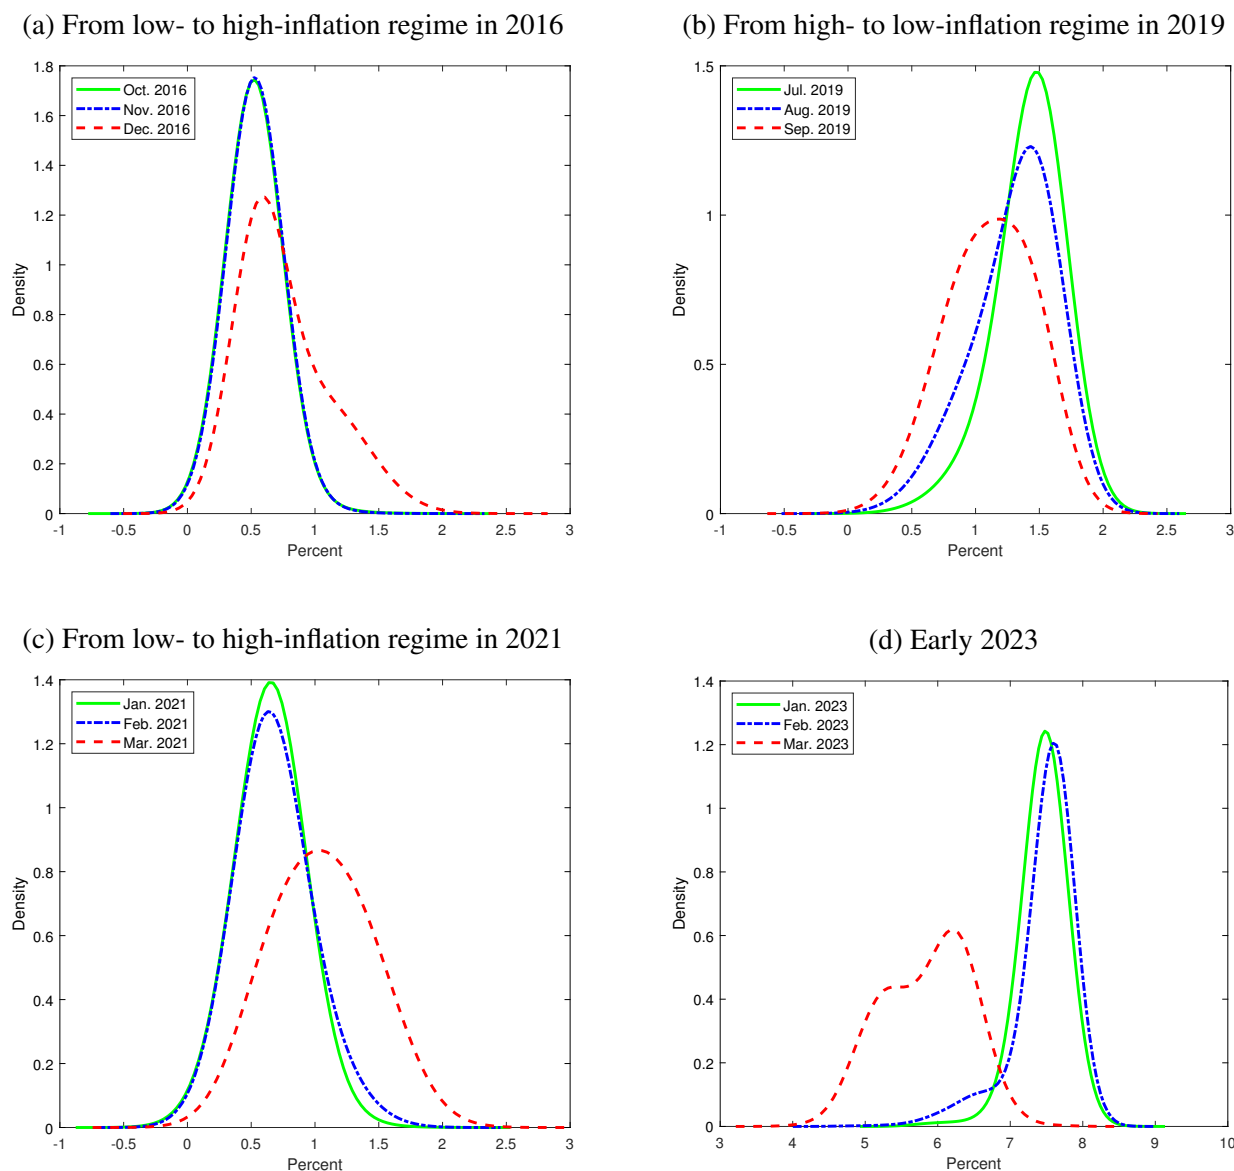 (a) From low- to high-inflation regime in 2016
1.8
1.6
1.4
1.2
1
0.8
0.6
0.4
0.2
0
Density
Oct. 2016
Nov. 2016
Dec. 2016
-1 -0.5 0 0.5 1 1.5 2 2.5 3
Percent
(b) From high- to low-inflation regime in 2019
1.5
1
0.5
0
Density
Jul. 2019
Aug. 2019
Sep. 2019
-1 -0.5 0 0.5 1 1.5 2 2.5 3
Percent
(c) From low- to high-inflation regime in 2021
1.4
1.2
1
0.8
0.6
0.4
0.2
0
Density
Jan. 2021
Feb. 2021
Mar. 2021
-1 -0.5 0 0.5 1 1.5 2 2.5 3
Percent
(d) Early 2023
1.4
1.2
1
0.8
0.6
0.4
0.2
0
Density
Jan. 2023
Feb. 2023
Mar. 2023
3 4 5 6 7 8 9 10
Percent